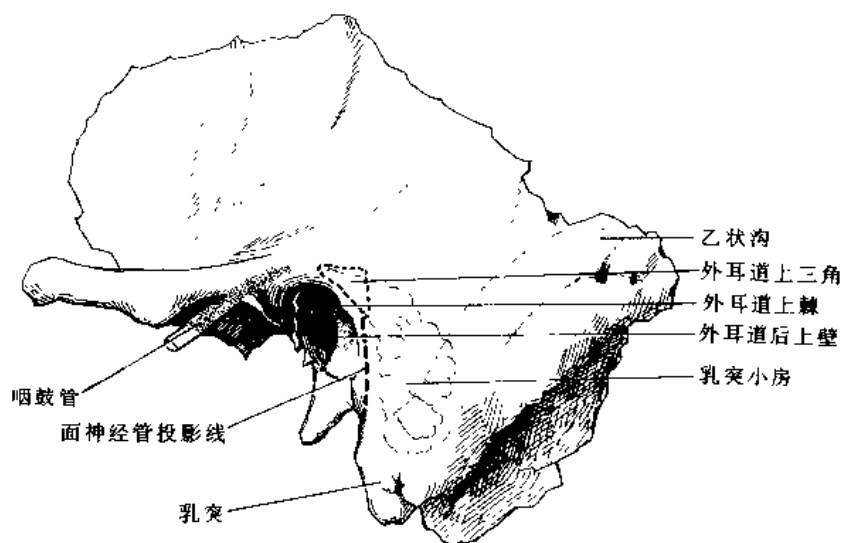 乙状沟
外耳道上三角
外耳道上棘
外耳道后上壁
乳突小房
咽鼓管
面神经管投影线
乳突